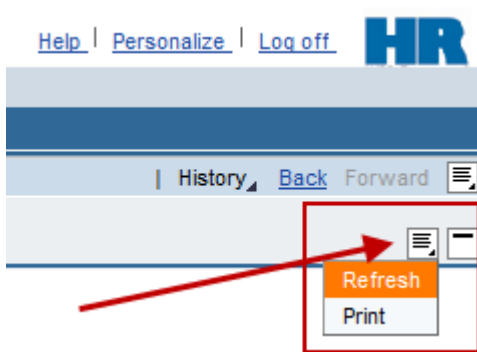 Help | Personalize | Log off HR
| History Back Forward
Refresh
Print